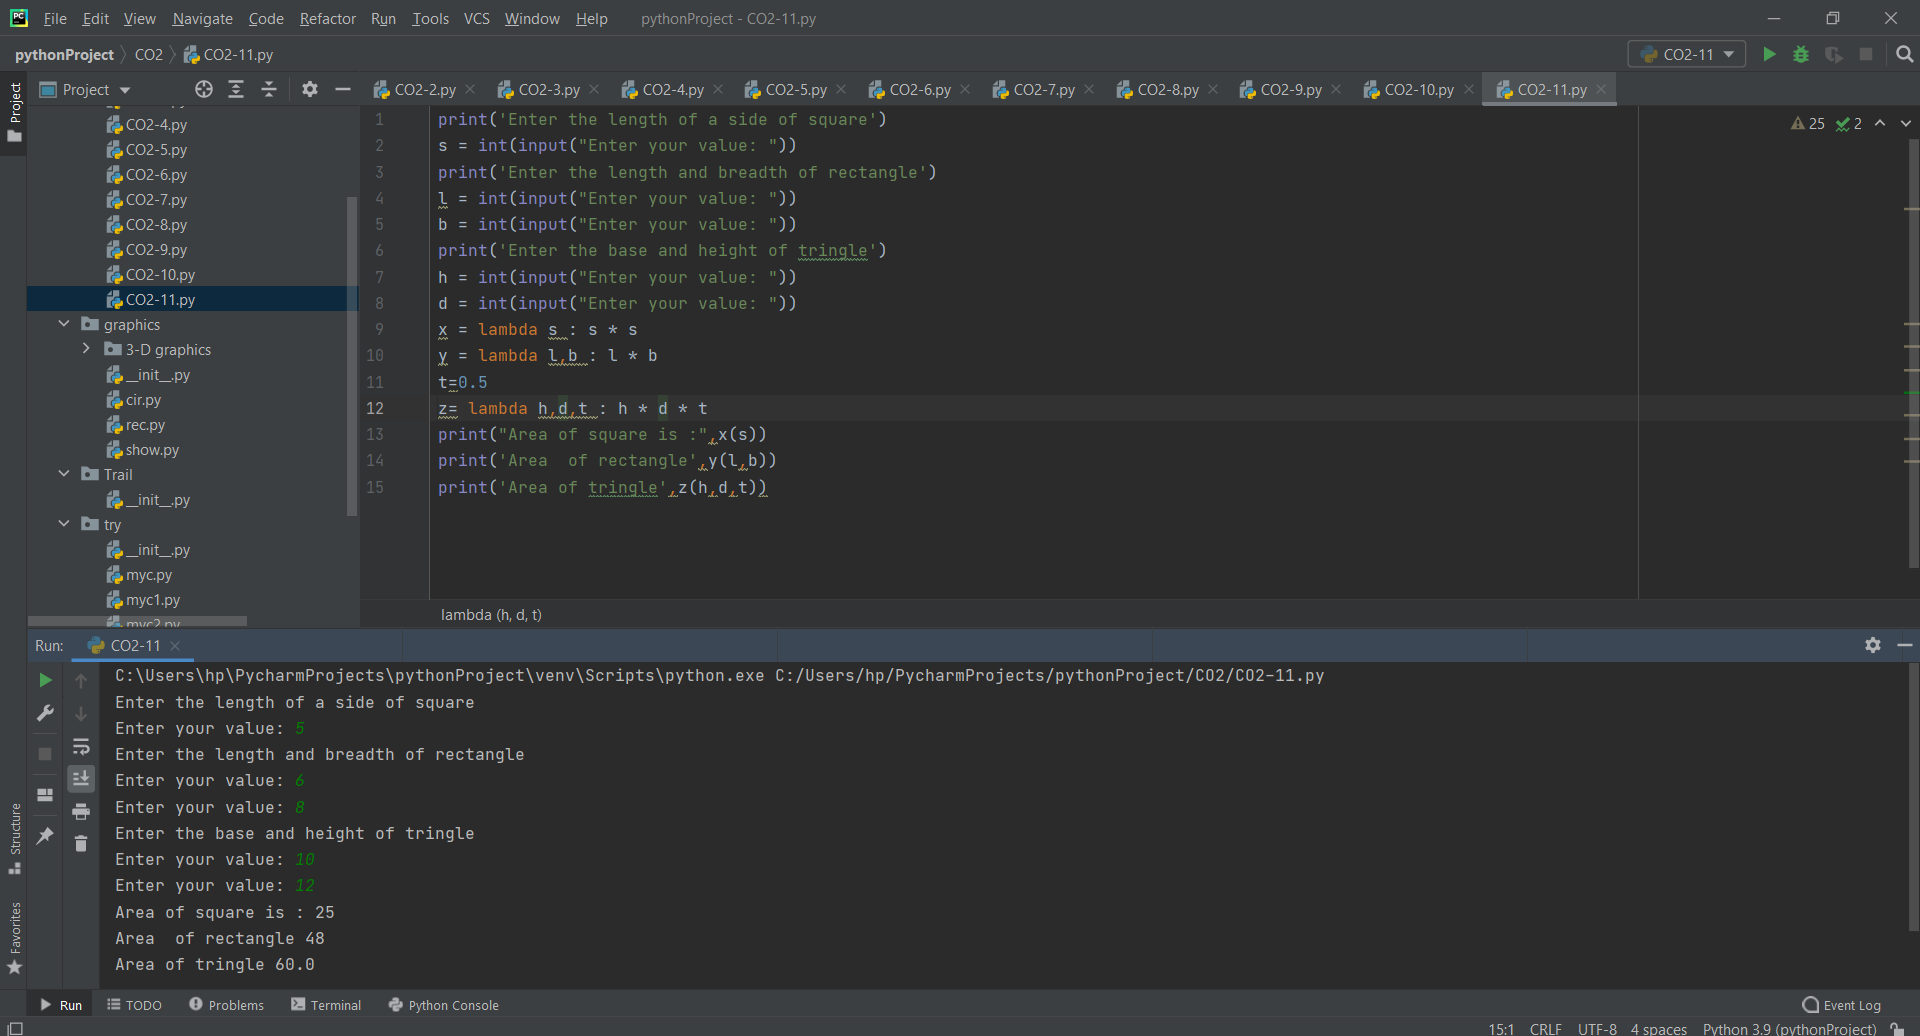 File Edit View Navigate Code Refactor Run Tools VCS Window Help pythonProject - CO2-11.py
pythonProject CO2 CO2-11.py
CO2-11
Project
Project
CO2-2.py CO2-3.py CO2-4.py CO2-5.py CO2-6.py CO2-7.py CO2-8.py CO2-9.py CO2-10.py CO2-11.py
CO2-4.py
CO2-5.py
CO2-6.py
CO2-7.py
CO2-8.py
CO2-9.py
CO2-10.py
CO2-11.py
graphics
3-D graphics
__init__.py
cir.py
rec.py
show.py
Trail
__init__.py
try
__init__.py
myc.py
myc1.py
myc2.py
25 2
1 print('Enter the length of a side of square')
2 s = int(input("Enter your value: "))
3 print('Enter the length and breadth of rectangle')
4 l = int(input("Enter your value: "))
5 b = int(input("Enter your value: "))
6 print('Enter the base and height of tringle')
7 h = int(input("Enter your value: "))
8 d = int(input("Enter your value: "))
9 x = lambda s : s * s
10 y = lambda l,b : l * b
11 t=0.5
12 z= lambda h,d,t : h * d * t
13 print("Area of square is :",x(s))
14 print('Area  of rectangle',y(l,b))
15 print('Area of tringle',z(h,d,t))
lambda (h, d, t)
Run: CO2-11
C:\Users\hp\PycharmProjects\pythonProject\venv\Scripts\python.exe C:/Users/hp/PycharmProjects/pythonProject/CO2/CO2-11.py
Enter the length of a side of square
Enter your value: 5
Enter the length and breadth of rectangle
Enter your value: 6
Enter your value: 8
Enter the base and height of tringle
Enter your value: 10
Enter your value: 12
Area of square is : 25
Area  of rectangle 48
Area of tringle 60.0
Structure
Favorites
Run TODO Problems Terminal Python Console Event Log
15:1 CRLF UTF-8 4 spaces Python 3.9 (pythonProject)